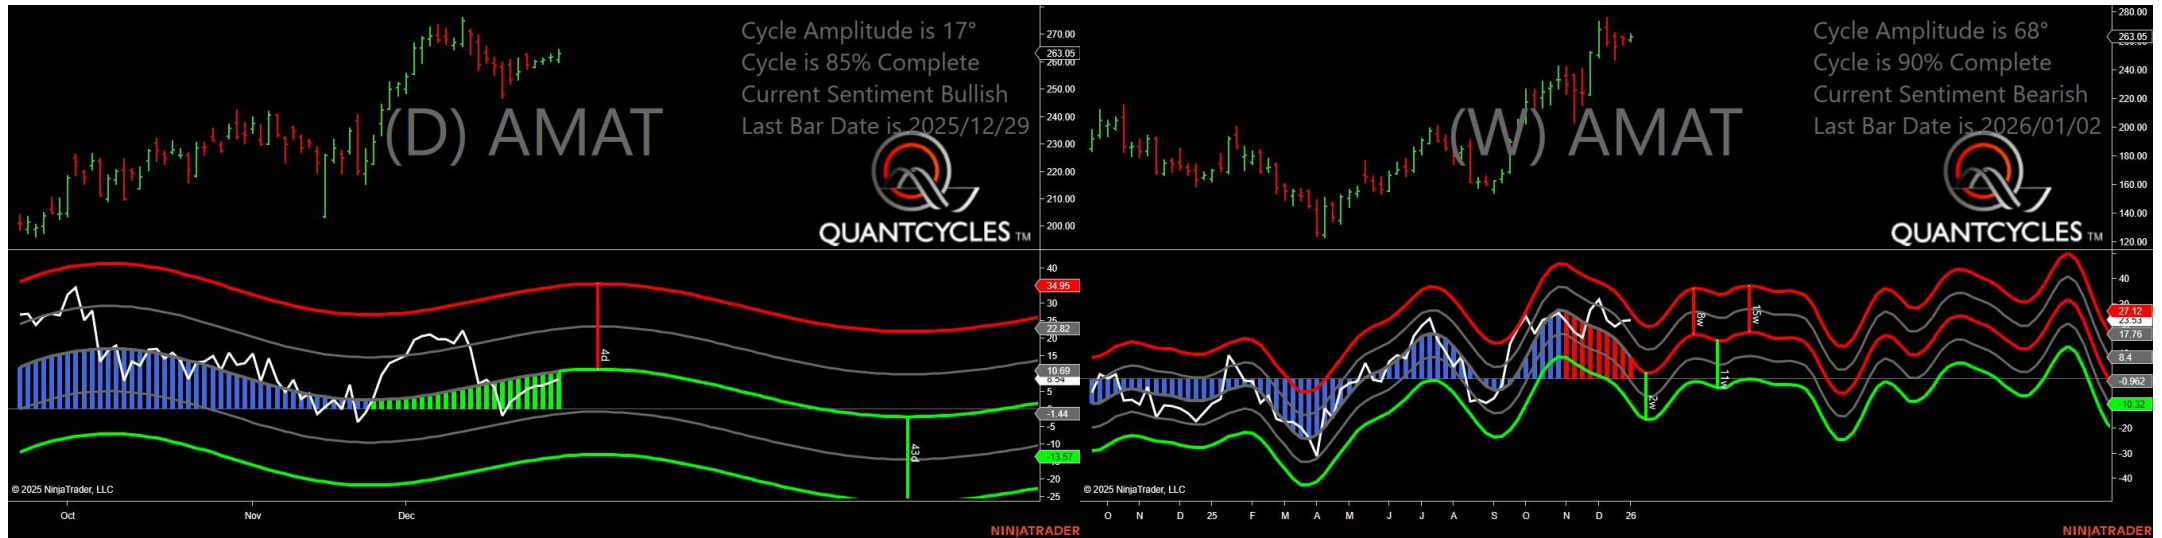 Cycle Amplitude is 17°
Cycle is 85% Complete
Current Sentiment Bullish
Last Bar Date is 2025/12/29
(D) AMAT
QUANTCYCLES TM
270.00
263.05
260.00
250.00
240.00
230.00
220.00
210.00
200.00
40
34.95
30
25
22.82
20
15
10.69
8.54
5
-1.44
-5
-10
-13.57
-20
-25
4d
43d
© 2025 NinjaTrader, LLC
Oct Nov Dec
NINJATRADER
Cycle Amplitude is 68°
Cycle is 90% Complete
Current Sentiment Bearish
Last Bar Date is 2026/01/02
(W) AMAT
QUANTCYCLES TM
280.00
263.05
260.00
240.00
220.00
200.00
180.00
160.00
140.00
120.00
40
27.12
23.53
17.76
8.4
-0.962
-10.32
-20
-30
-40
8w
15w
11w
2w
© 2025 NinjaTrader, LLC
O N D 25 F M A M J J A S O N D 26
NINJATRADER